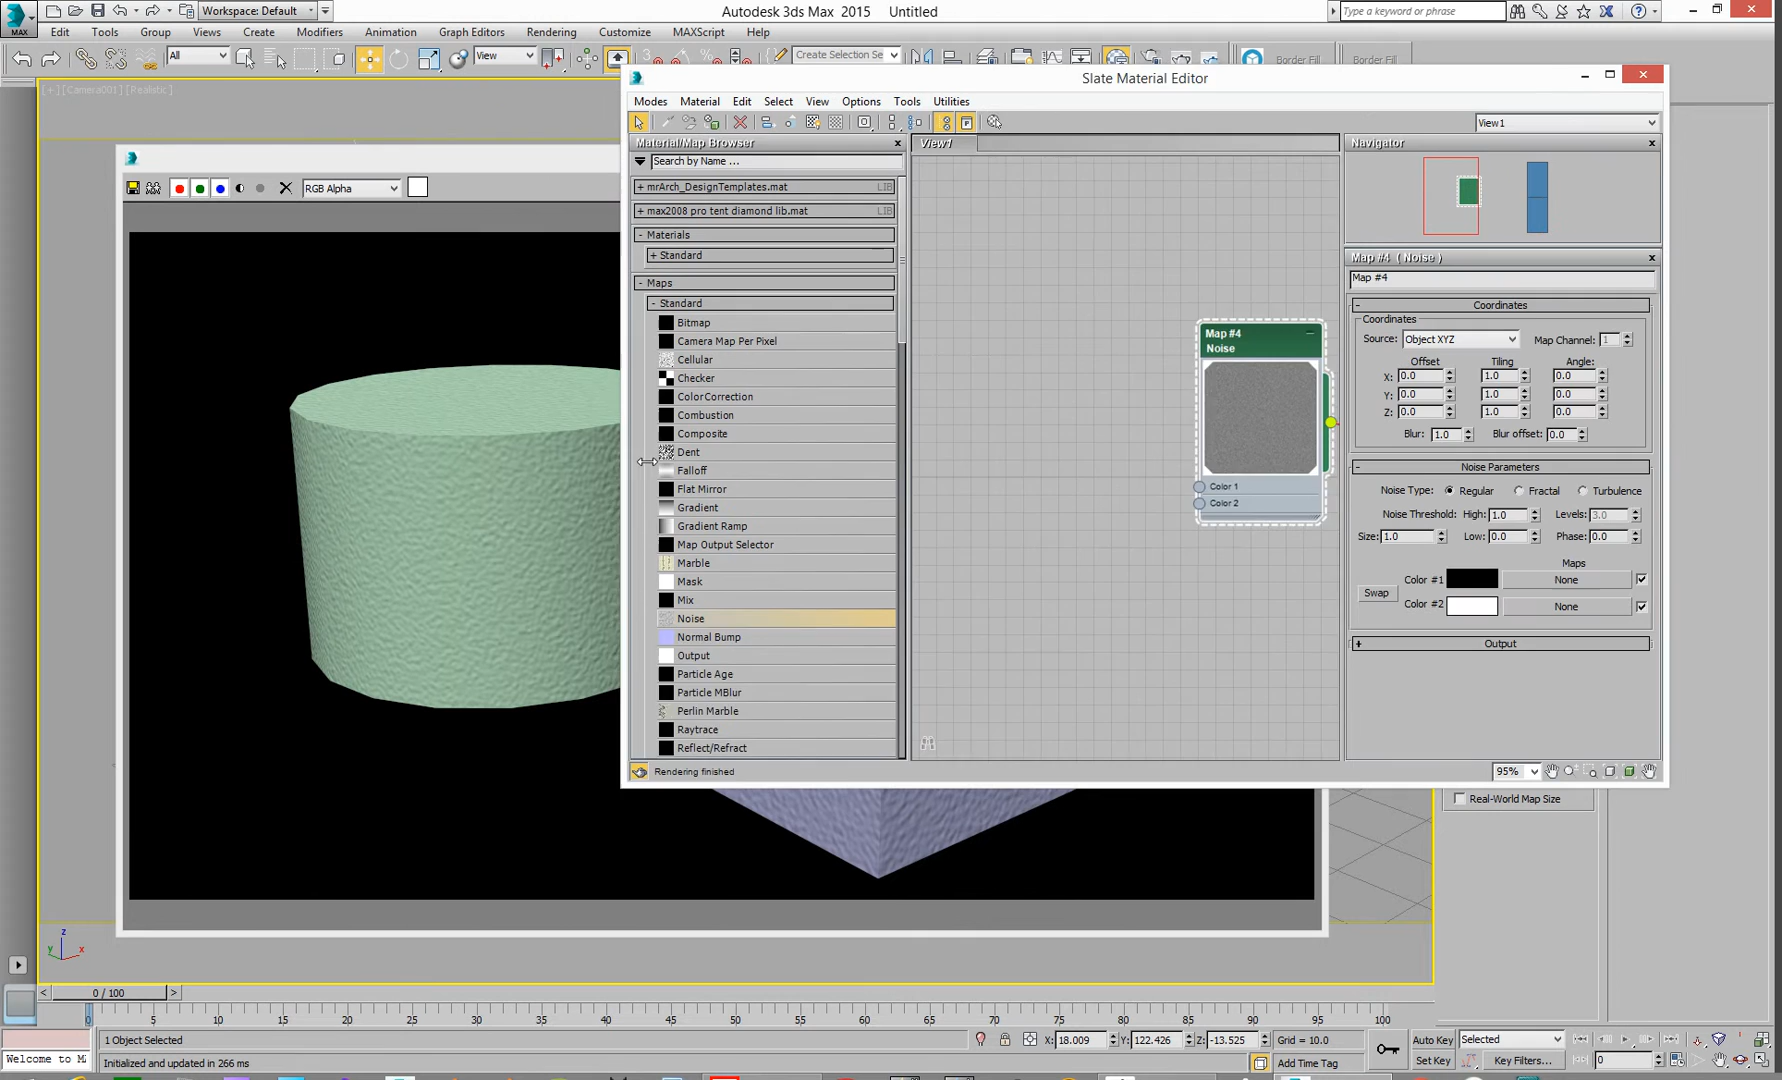 Workspace: Default
Autodesk 3ds Max 2015 Untitled
Type a keyword or phrase
MAX
Edit Tools Group Views Create Modifiers Animation Graph Editors Rendering Customize MAXScript Help
All
View
Create Selection Se
Border Fill
Border Fill
[+] [Camera001] [Realistic]
Slate Material Editor
Modes Material Edit Select View Options Tools Utilities
View1
Material/Map Browser
View1
Navigator
Search by Name ...
+ mrArch_DesignTemplates.mat LIB
+ max2008 pro tent diamond lib.mat LIB
- Materials
+ Standard
- Maps
- Standard
Bitmap
Camera Map Per Pixel
Cellular
Checker
ColorCorrection
Combustion
Composite
Dent
Falloff
Flat Mirror
Gradient
Gradient Ramp
Map Output Selector
Marble
Mask
Mix
Noise
Normal Bump
Output
Particle Age
Particle MBlur
Perlin Marble
Raytrace
Reflect/Refract
RGB Alpha
Map #4
Noise
Color 1
Color 2
Map #4 ( Noise )
Map #4
- Coordinates
Coordinates
Source: Object XYZ Map Channel: 1
Offset Tiling Angle:
X: 0.0 1.0 0.0
Y: 0.0 1.0 0.0
Z: 0.0 1.0 0.0
Blur: 1.0 Blur offset: 0.0
- Noise Parameters
Noise Type: Regular Fractal Turbulence
Noise Threshold: High: 1.0 Levels: 3.0
Size: 1.0 Low: 0.0 Phase: 0.0
Maps
Color #1 None
Swap
Color #2 None
+ Output
Rendering finished
95%
Real-World Map Size
z
y x
< 0 / 100 >
0 5 10 15 20 25 30 35 40 45 50 55 60 65 70 75 80 85 90 95 100
1 Object Selected
X: 18.009 Y: 122.426 Z: -13.525 Grid = 10.0
Auto Key Selected
Welcome to M
Initialized and updated in 266 ms
Add Time Tag
Set Key Key Filters...
0